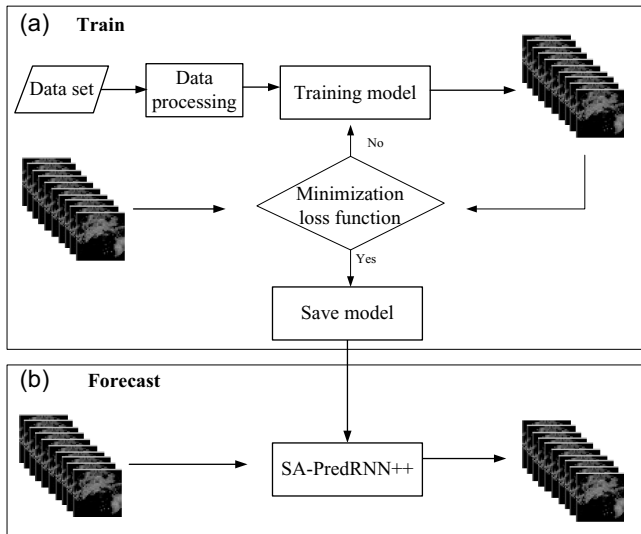 (a) Train
Data set
Data
processing
Training model
No
Minimization
loss function
Yes
Save model
(b) Forecast
SA-PredRNN++